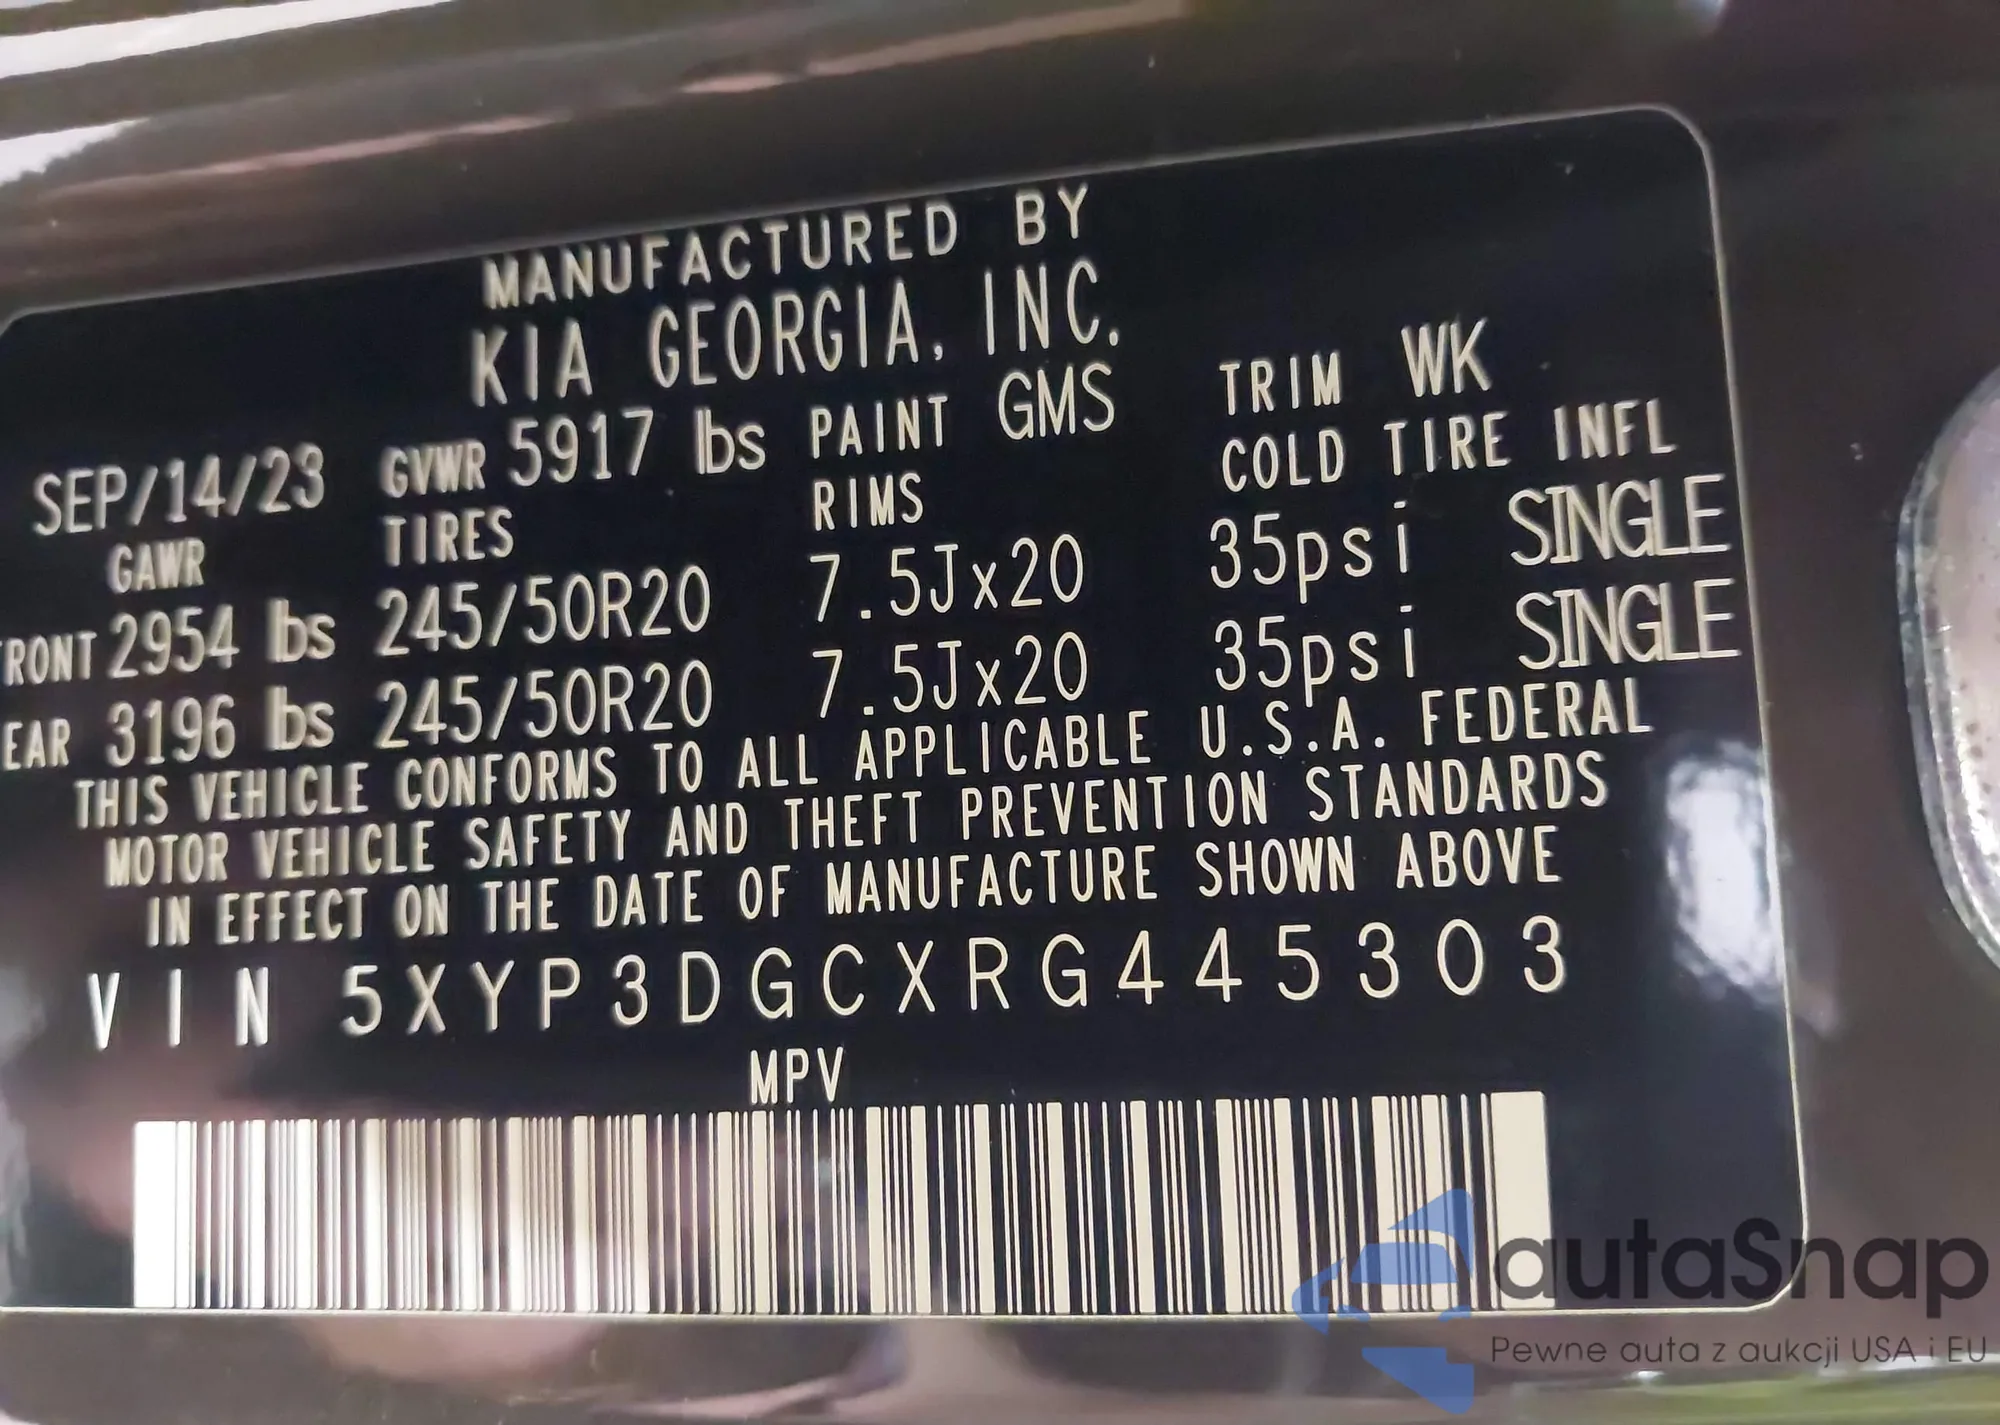 MANUFACTURED BY
KIA GEORGIA, INC.
SEP/14/23 GVWR 5917 lbs PAINT GMS TRIM WK
GAWR TIRES RIMS COLD TIRE INFL
RONT 2954 lbs 245/50R20 7.5Jx20 35psi SINGLE
EAR 3196 lbs 245/50R20 7.5Jx20 35psi SINGLE
THIS VEHICLE CONFORMS TO ALL APPLICABLE U.S.A. FEDERAL
MOTOR VEHICLE SAFETY AND THEFT PREVENTION STANDARDS
IN EFFECT ON THE DATE OF MANUFACTURE SHOWN ABOVE
VIN 5XYP3DGCXRG445303
MPV
autaSnap
Pewne auta z aukcji USA i EU